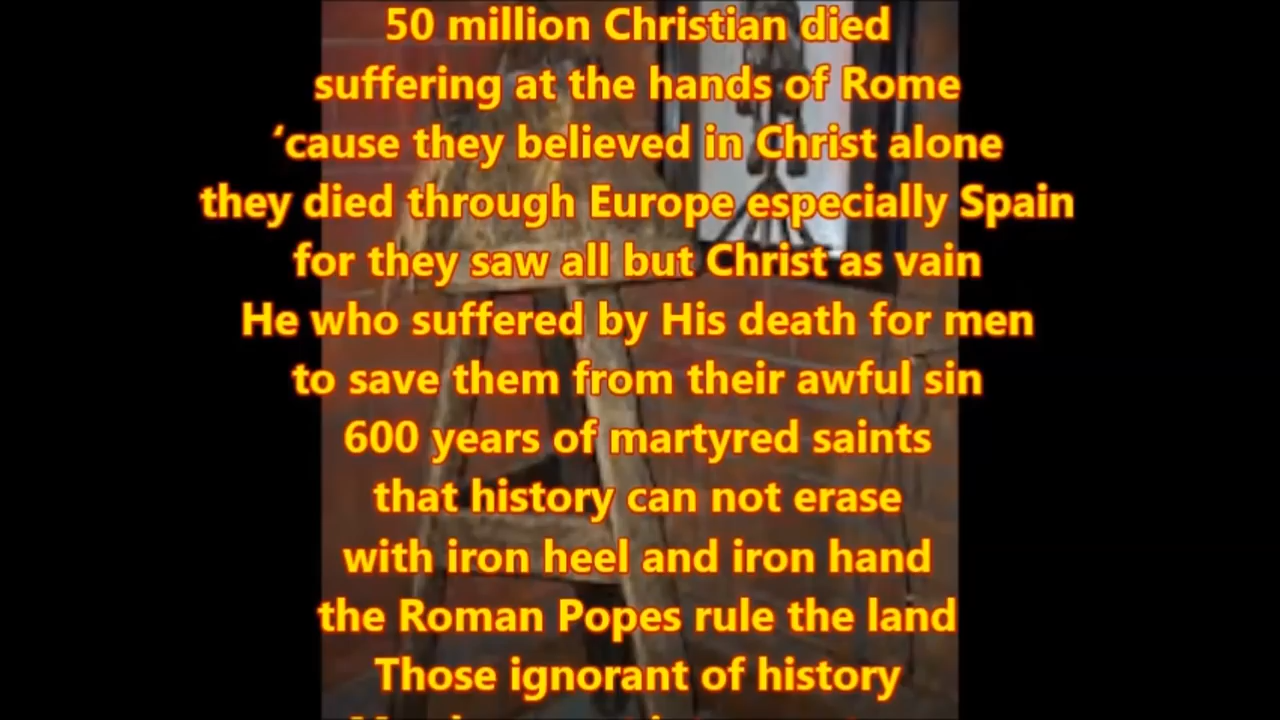 50 million Christian died
suffering at the hands of Rome
‘cause they believed in Christ alone
they died through Europe especially Spain
for they saw all but Christ as vain
He who suffered by His death for men
to save them from their awful sin
600 years of martyred saints
that history can not erase
with iron heel and iron hand
the Roman Popes rule the land
Those ignorant of history